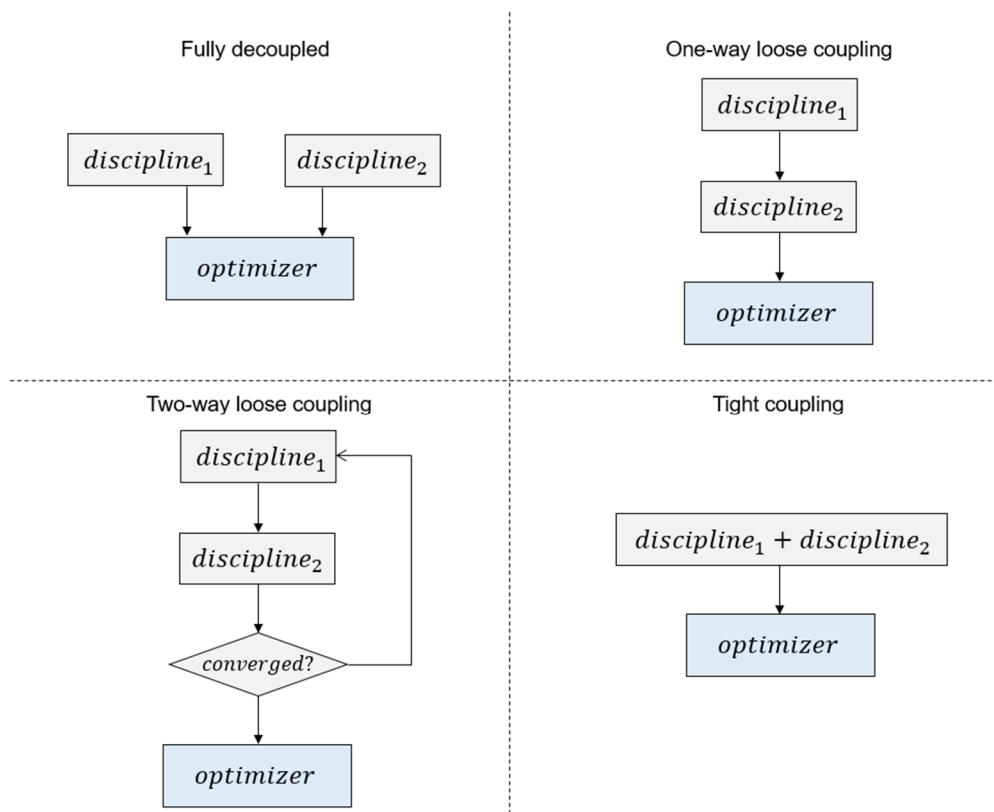 Fully decoupled
discipline₁
discipline₂
optimizer
One-way loose coupling
discipline₁
discipline₂
optimizer
Two-way loose coupling
discipline₁
discipline₂
converged?
optimizer
Tight coupling
discipline₁ + discipline₂
optimizer